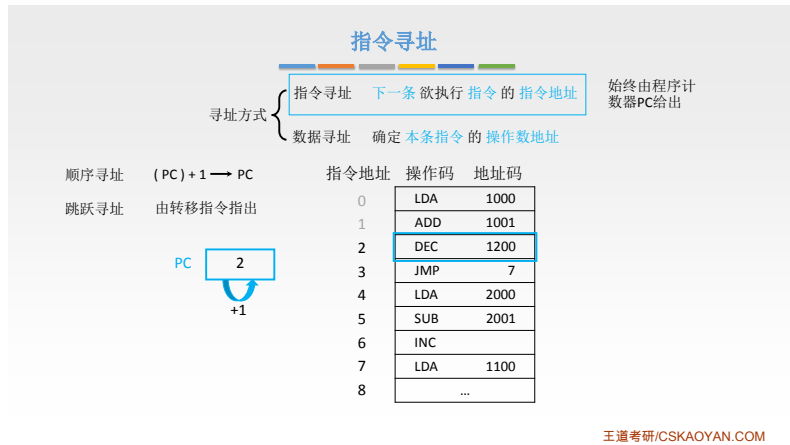 指令寻址
指令寻址 下一条 欲执行 指令 的 指令地址
始终由程序计
数器PC给出
寻址方式
数据寻址 确定 本条指令 的 操作数地址
顺序寻址 ( PC ) + 1 → PC
跳跃寻址 由转移指令指出
指令地址 操作码 地址码
0 LDA 1000
1 ADD 1001
2 DEC 1200
3 JMP 7
4 LDA 2000
5 SUB 2001
6 INC
7 LDA 1100
8 …
PC 2
+1
王道考研/CSKAOYAN.COM